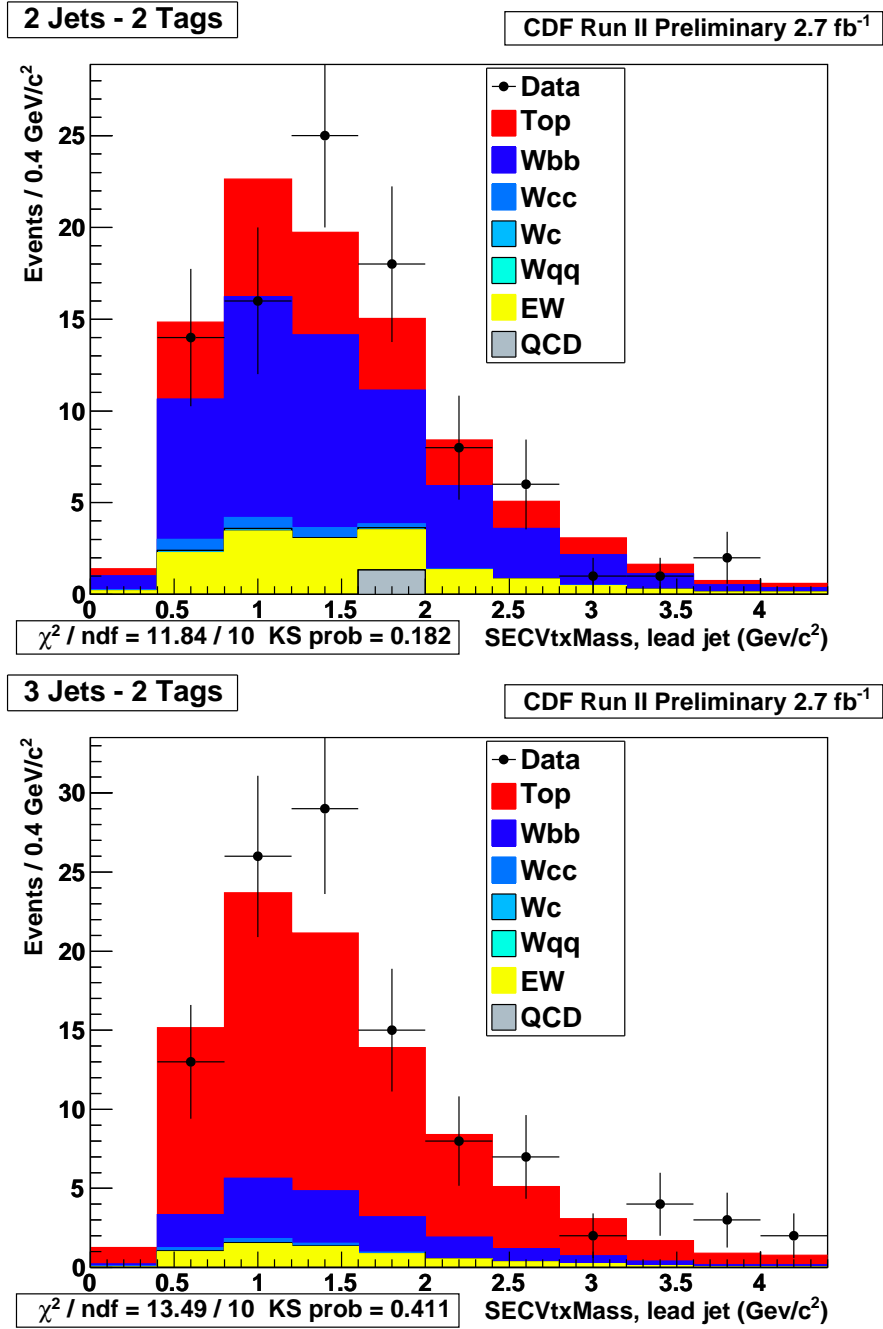 2 Jets - 2 Tags
CDF Run II Preliminary 2.7 fb⁻¹
Events / 0.4 GeV/c²
25
20
15
10
5
0
Data
Top
Wbb
Wcc
Wc
Wqq
EW
QCD
0 0.5 1 1.5 2 2.5 3 3.5 4
χ² / ndf = 11.84 / 10 KS prob = 0.182
SECVtxMass, lead jet (Gev/c²)
3 Jets - 2 Tags
CDF Run II Preliminary 2.7 fb⁻¹
Events / 0.4 GeV/c²
30
25
20
15
10
5
0
Data
Top
Wbb
Wcc
Wc
Wqq
EW
QCD
0 0.5 1 1.5 2 2.5 3 3.5 4
χ² / ndf = 13.49 / 10 KS prob = 0.411
SECVtxMass, lead jet (Gev/c²)